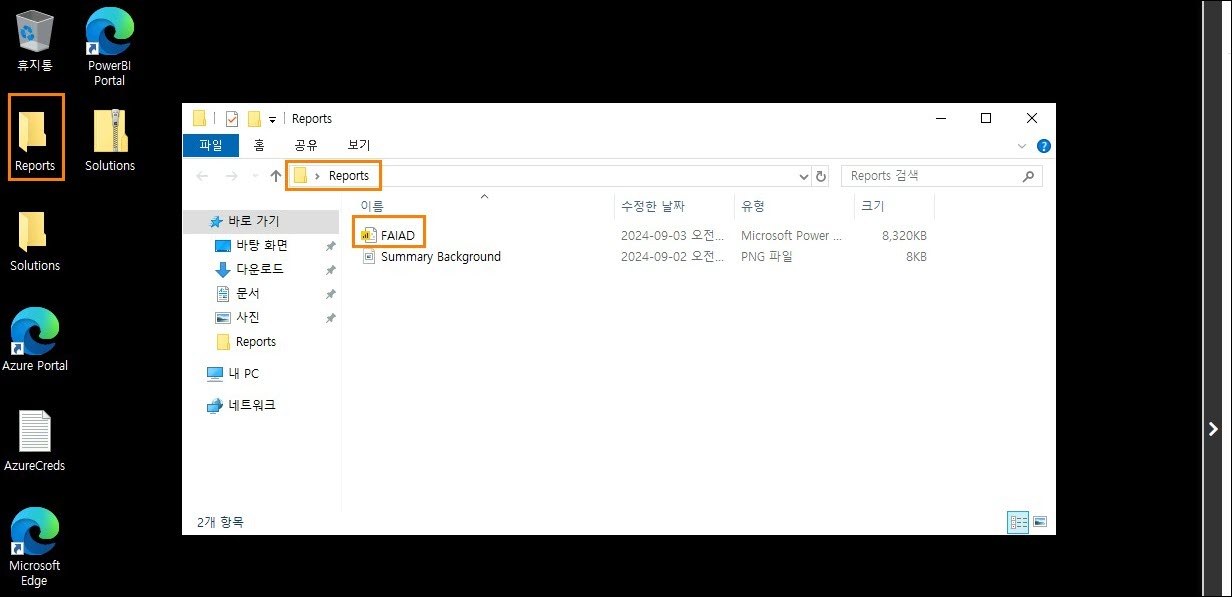 휴지통
PowerBI
Portal
Reports
Solutions
Solutions
Azure Portal
AzureCreds
Microsoft
Edge
Reports
파일 홈 공유 보기
Reports
Reports 검색
이름 수정한 날짜 유형 크기
FAIAD 2024-09-03 오전... Microsoft Power ... 8,320KB
Summary Background 2024-09-02 오전... PNG 파일 8KB
바로 가기
바탕 화면
다운로드
문서
사진
Reports
내 PC
네트워크
2개 항목